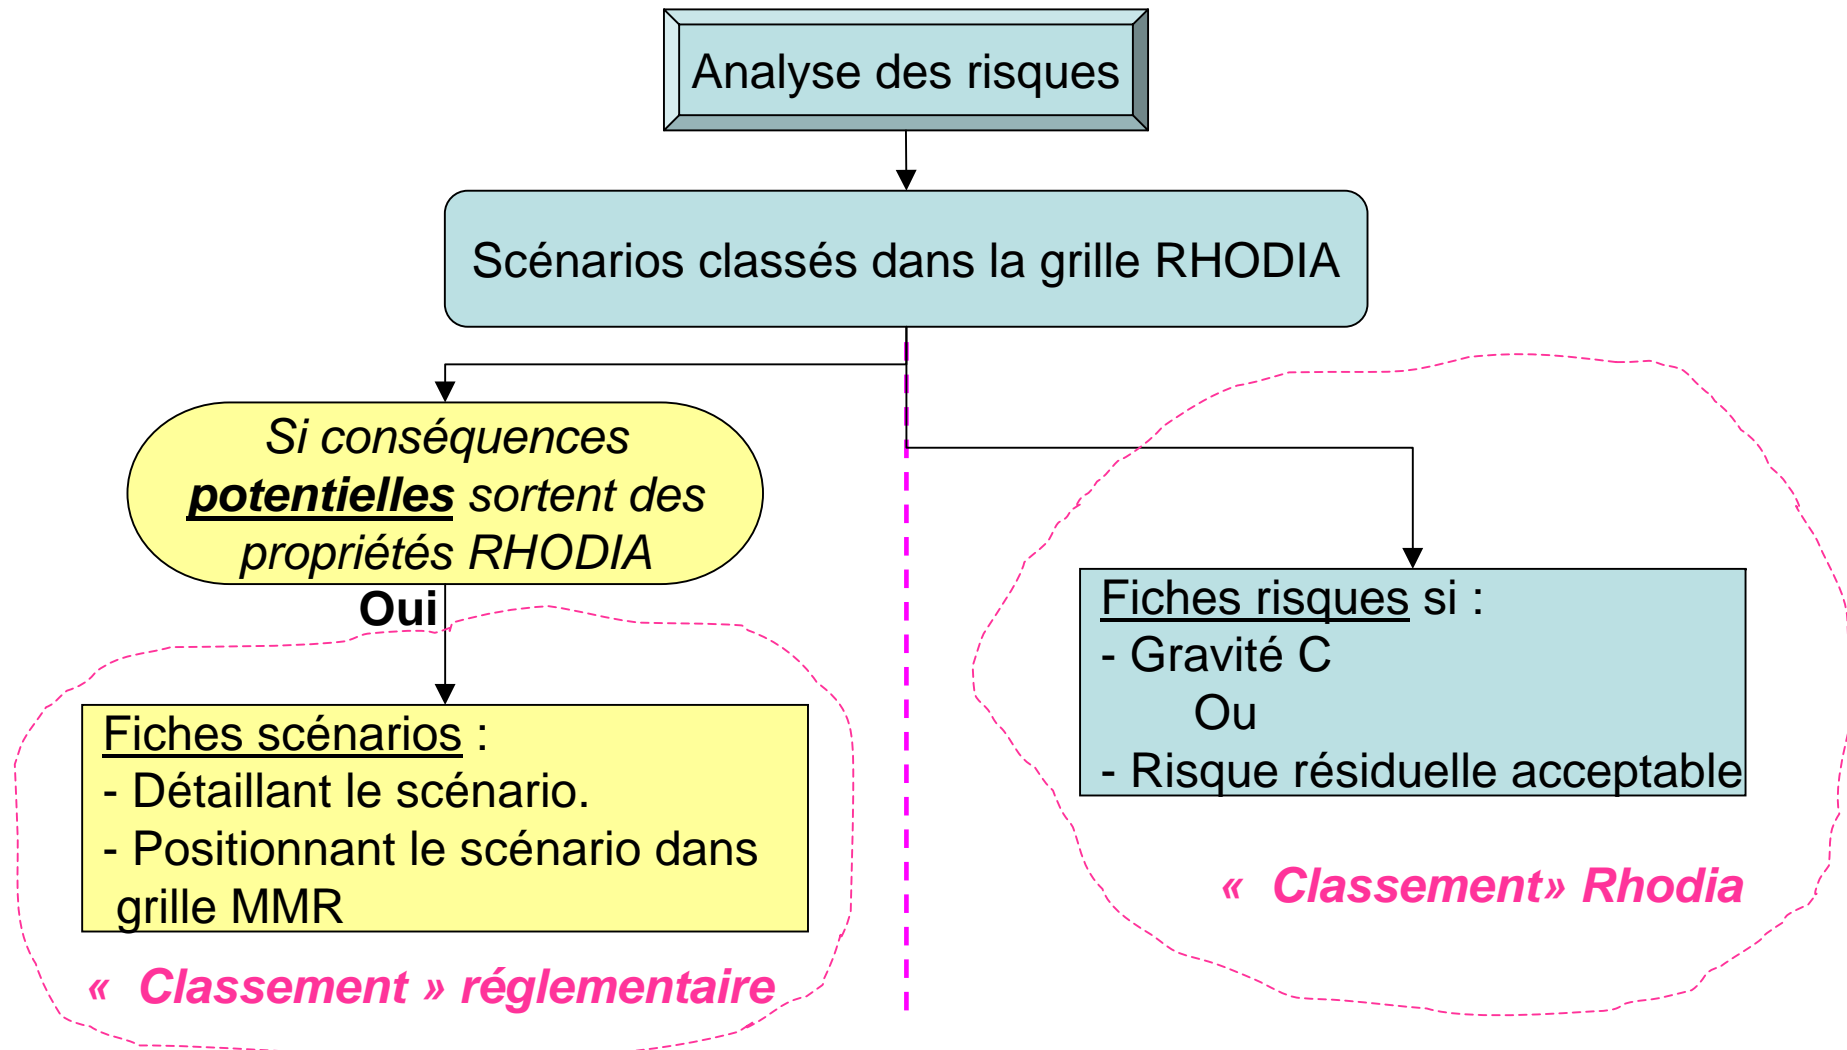 Analyse des risques
Scénarios classés dans la grille RHODIA
Si conséquences
potentielles sortent des
propriétés RHODIA
Oui
Fiches scénarios :
- Détaillant le scénario.
- Positionnant le scénario dans
grille MMR
« Classement » réglementaire
Fiches risques si :
- Gravité C
Ou
- Risque résiduelle acceptable
« Classement» Rhodia